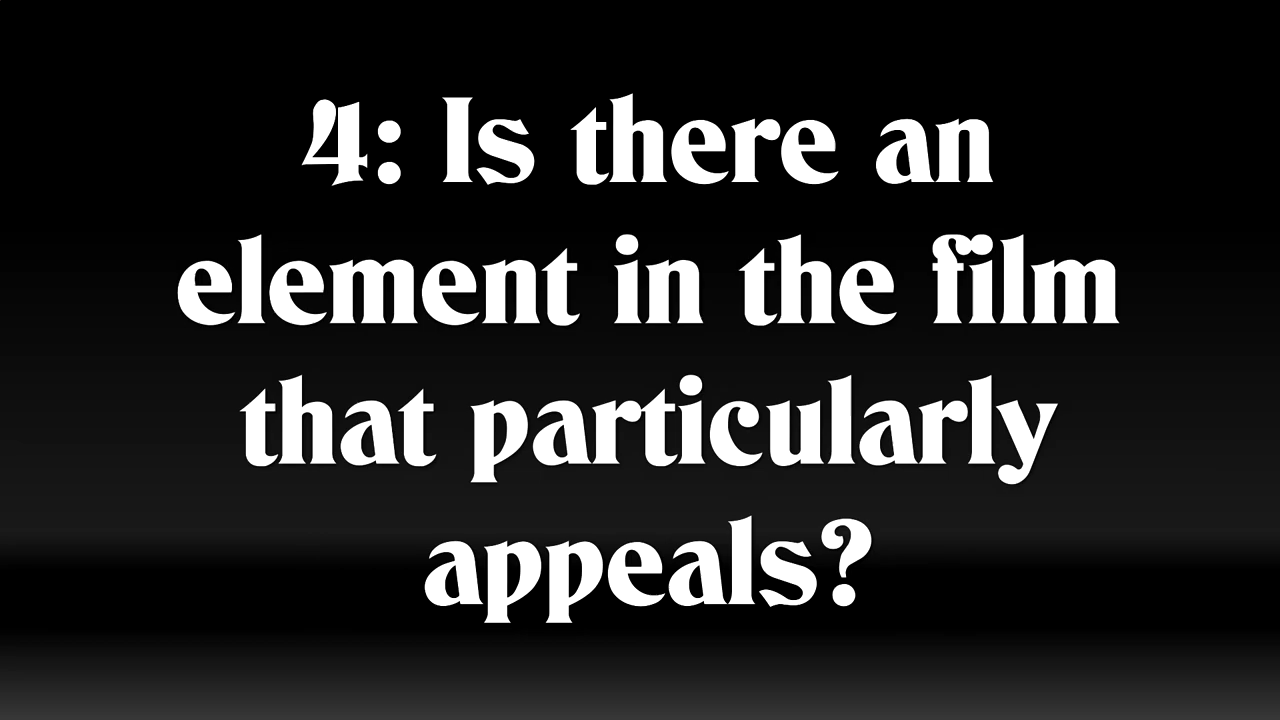 4: Is there an
element in the film
that particularly
appeals?